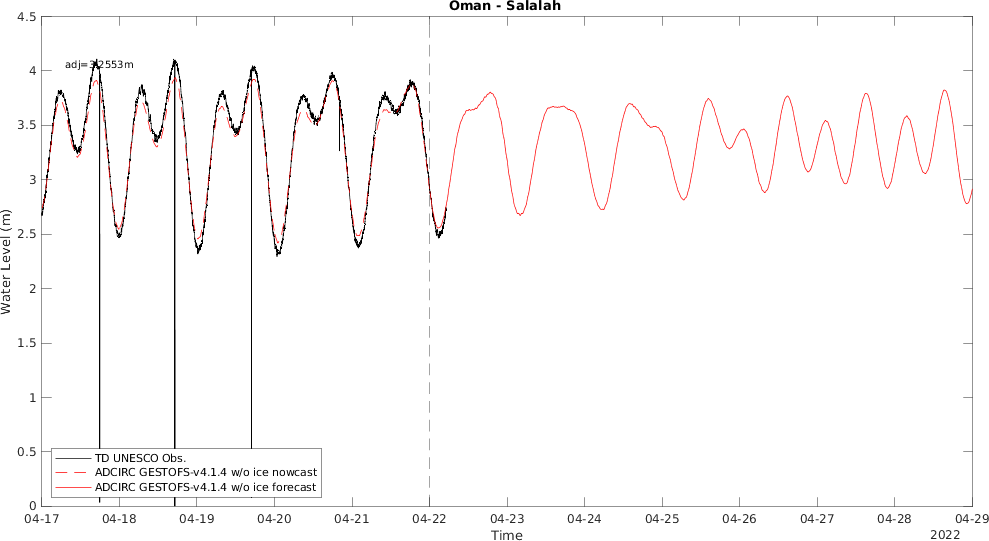 Oman - Salalah
4.5
4
3.5
3
2.5
2
1.5
1
0.5
0
Water Level (m)
adj=3.2553m
TD UNESCO Obs.
ADCIRC GESTOFS-v4.1.4 w/o ice nowcast
ADCIRC GESTOFS-v4.1.4 w/o ice forecast
04-17 04-18 04-19 04-20 04-21 04-22 04-23 04-24 04-25 04-26 04-27 04-28 04-29
Time
2022